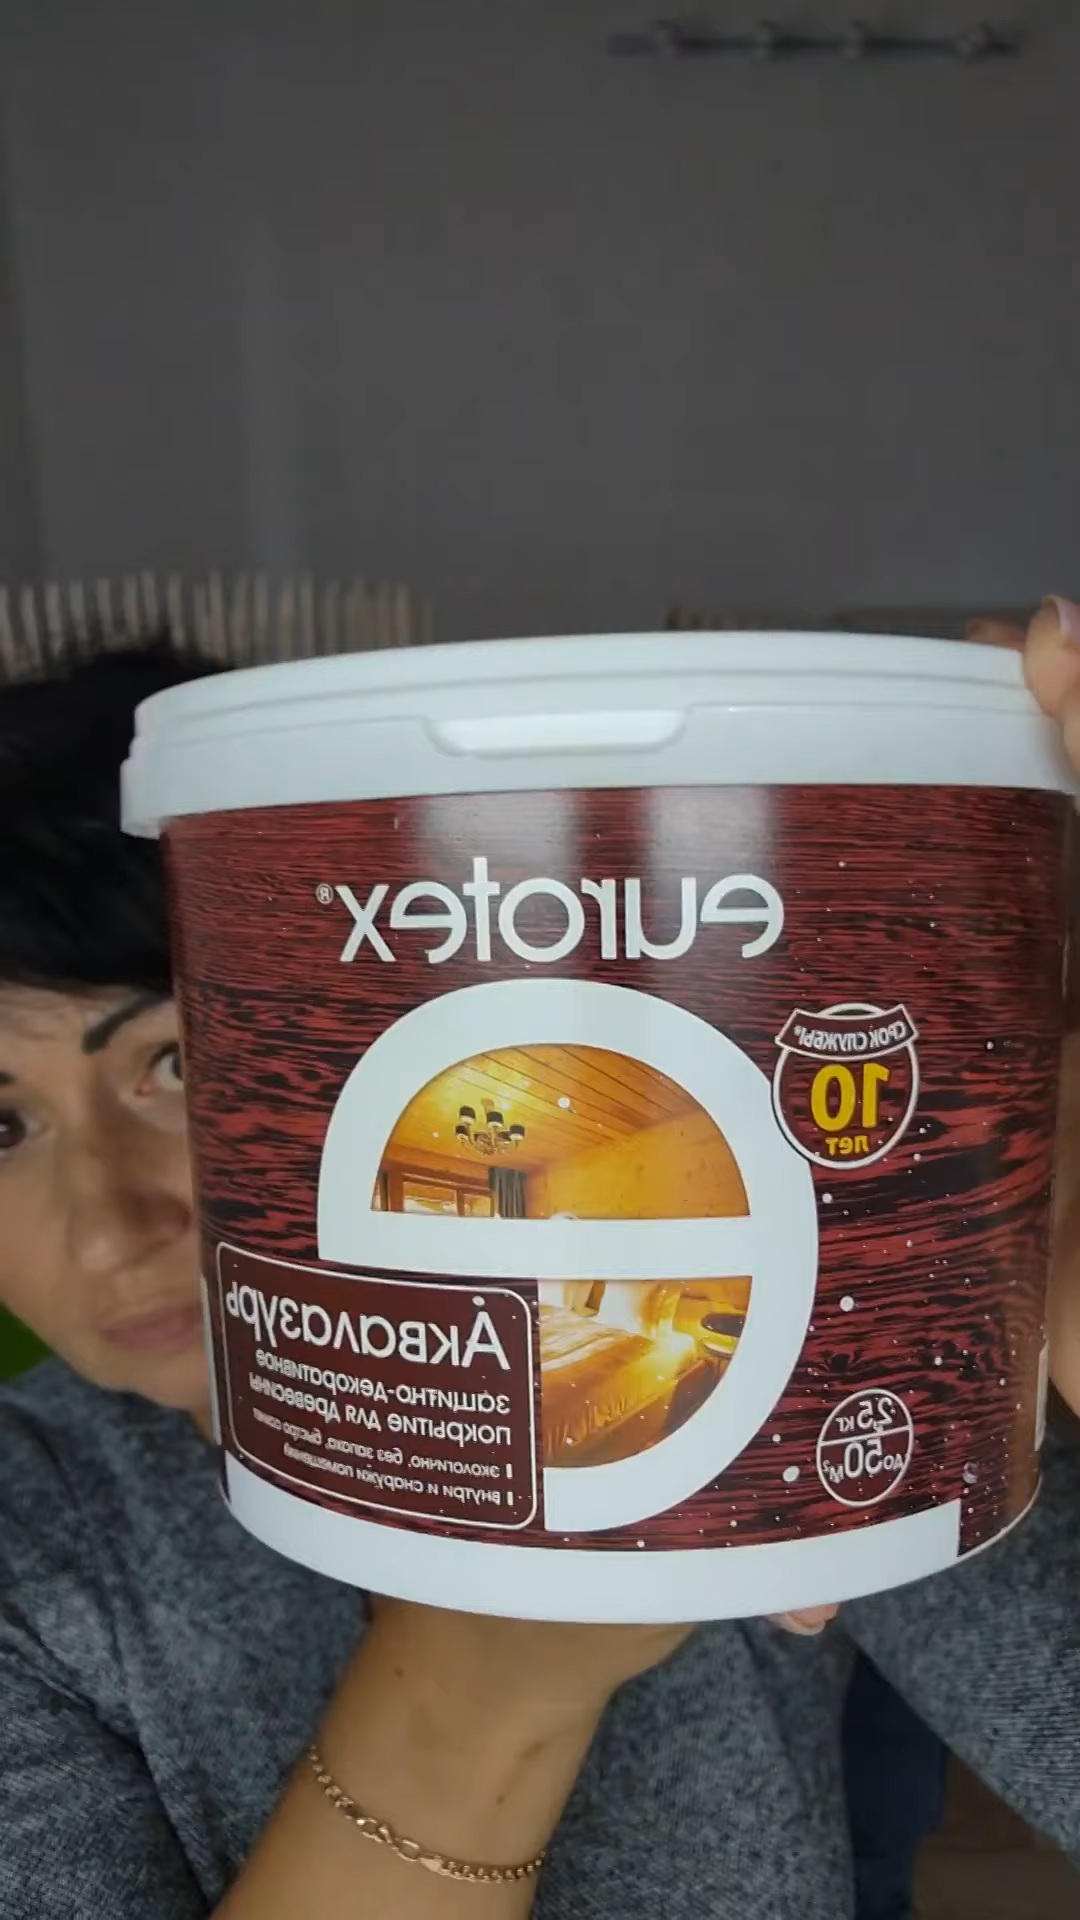 eurotex®
СРОК СЛУЖБЫ*
10
лет
Аквалазурь
защитно-декоративное
покрытие для древесины
экологично, без запаха, быстро сохнет
внутри и снаружи помещений
2,5 кг
до 50 м²